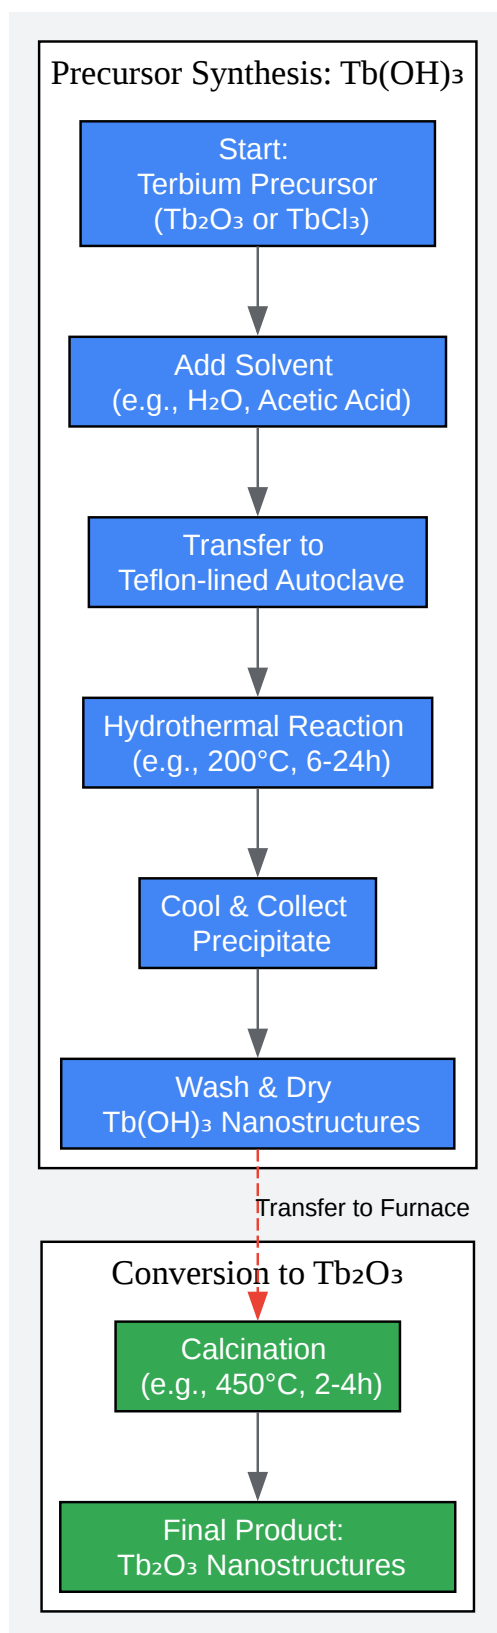 Precursor Synthesis: Tb(OH)₃
Start:
Terbium Precursor
(Tb₂O₃ or TbCl₃)
Add Solvent
(e.g., H₂O, Acetic Acid)
Transfer to
Teflon-lined Autoclave
Hydrothermal Reaction
(e.g., 200°C, 6-24h)
Cool & Collect
Precipitate
Wash & Dry
Tb(OH)₃ Nanostructures
Transfer to Furnace
Conversion to Tb₂O₃
Calcination
(e.g., 450°C, 2-4h)
Final Product:
Tb₂O₃ Nanostructures